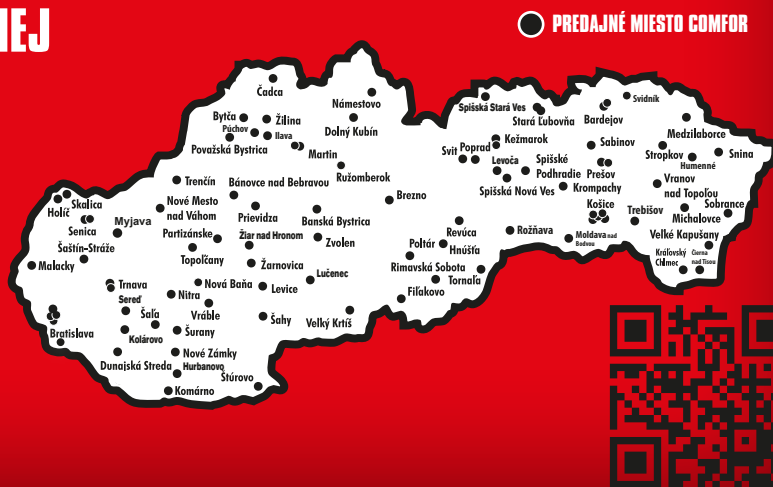 NEJ
PREDAJNÉ MIESTO COMFOR
Čadca
Námestovo
Bytča
Žilina
Púchov
Ilava
Považská Bystrica
Martin
Dolný Kubín
Ružomberok
Spišská Stará Ves
Stará Ľubovňa
Bardejov
Svidník
Medzilaborce
Kežmarok
Sabinov
Svit
Poprad
Levoča
Spišské
Podhradie
Prešov
Stropkov
Humenné
Snina
Spišská Nová Ves
Krompachy
Vranov
nad Topoľou
Košice
Trebišov
Michalovce
Sobrance
Veľké Kapušany
Kráľovský
Chlmec
Čierna
nad Tisou
Trenčín
Bánovce nad Bebravou
Skalica
Holíč
Senica
Myjava
Nové Mesto
nad Váhom
Prievidza
Banská Bystrica
Brezno
Partizánske
Žiar nad Hronom
Zvolen
Šaštín–Stráže
Malacky
Topoľčany
Žarnovica
Lučenec
Poltár
Revúca
Hnúšťa
Rožňava
Moldava nad
Bodvou
Rimavská Sobota
Tornaľa
Fiľakovo
Trnava
Sereď
Nitra
Nová Baňa
Levice
Vráble
Šaľa
Bratislava
Kolárovo
Šurany
Šahy
Veľký Krtíš
Dunajská Streda
Nové Zámky
Hurbanovo
Štúrovo
Komárno